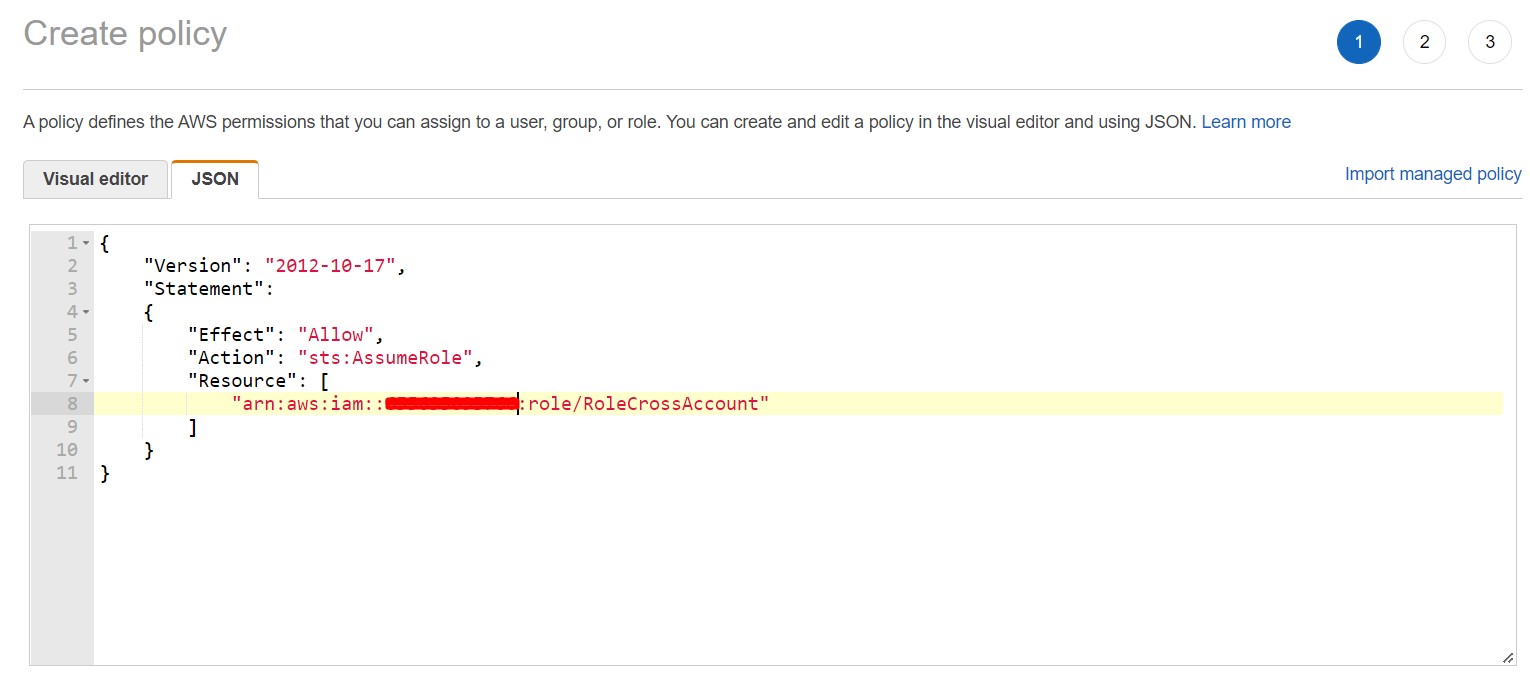 Create policy
1 2 3
A policy defines the AWS permissions that you can assign to a user, group, or role. You can create and edit a policy in the visual editor and using JSON. Learn more
Visual editor JSON Import managed policy
1 {
2 "Version": "2012-10-17",
3 "Statement":
4 {
5 "Effect": "Allow",
6 "Action": "sts:AssumeRole",
7 "Resource": [
8 "arn:aws:iam:: :role/RoleCrossAccount"
9 ]
10 }
11 }